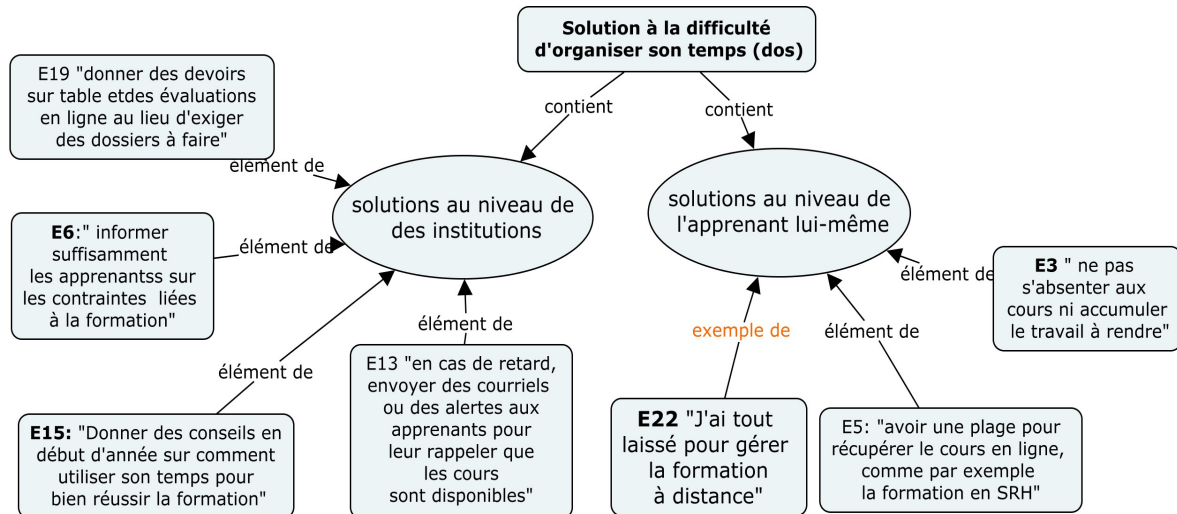 Solution à la difficulté
d'organiser son temps (dos)
contient
contient
E19 "donner des devoirs
sur table etdes évaluations
en ligne au lieu d'exiger
des dossiers à faire"
élément de
solutions au niveau de
des institutions
solutions au niveau de
l'apprenant lui-même
E6:" informer
suffisamment
les apprenantss sur
les contraintes liées
à la formation"
élément de
élément de
E3 " ne pas
s'absenter aux
cours ni accumuler
le travail à rendre"
élément de
élément de
exemple de
élément de
E15: "Donner des conseils en
début d'année sur comment
utiliser son temps pour
bien réussir la formation"
E13 "en cas de retard,
envoyer des courriels
ou des alertes aux
apprenants pour
leur rappeler que
les cours
sont disponibles"
E22 "J'ai tout
laissé pour gérer
la formation
à distance"
E5: "avoir une plage pour
récupérer le cours en ligne,
comme par exemple
la formation en SRH"